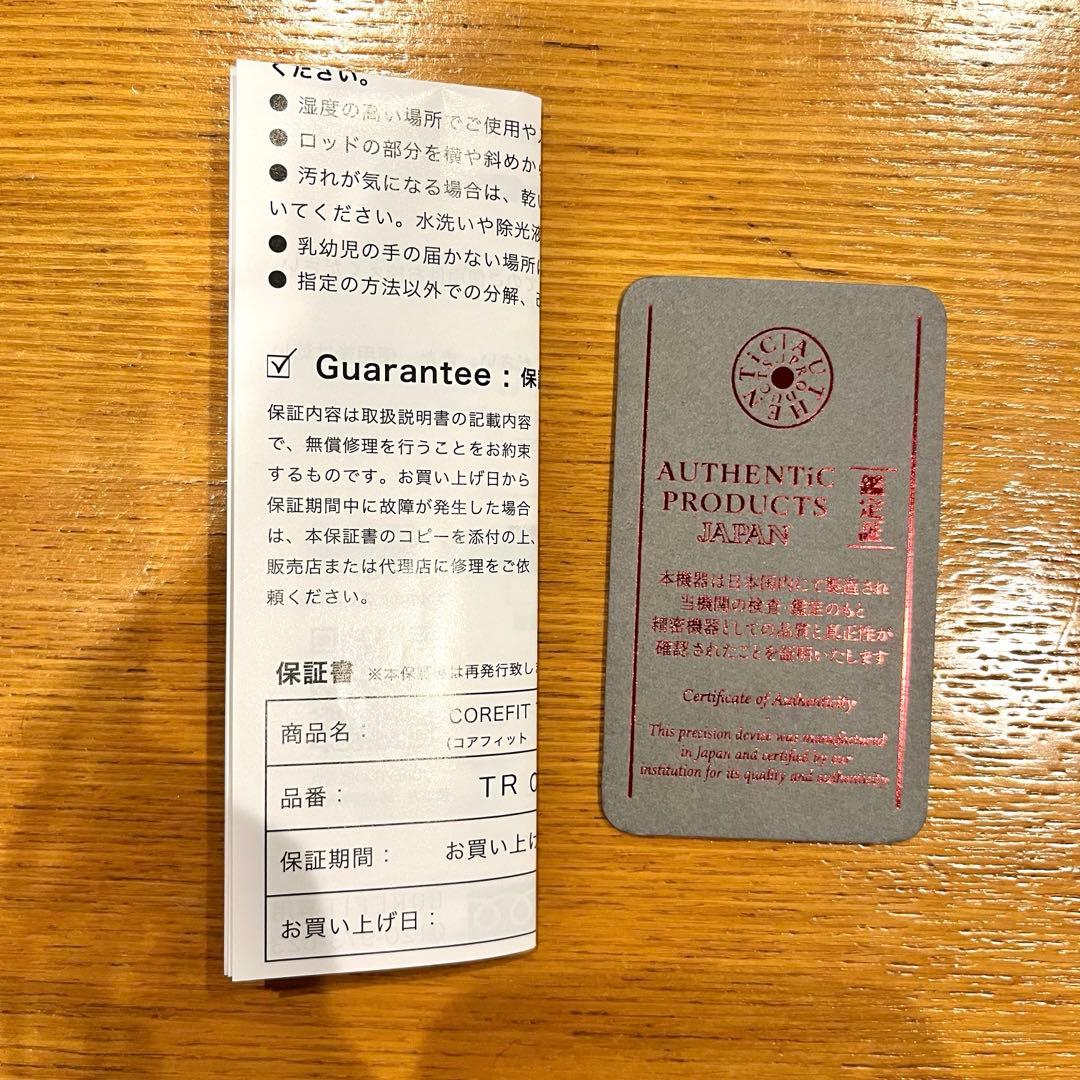 ください。
● 湿度の高い場所でご使用や
● ロッドの部分を横や斜めか
● 汚れが気になる場合は、乾
いてください。水洗いや除光液
● 乳幼児の手の届かない場所
● 指定の方法以外での分解、
Guarantee：保
保証内容は取扱説明書の記載内容
で、無償修理を行うことをお約束
するものです。お買い上げ日から
保証期間中に故障が発生した場合
は、本保証書のコピーを添付の上、
販売店または代理店に修理をご依
頼ください。
保証書 ※本保証書は再発行致し
商品名：
COREFIT
(コアフィット
品番：
TR
保証期間：
お買い上げ
お買い上げ日：
AUTHENTiC
PRODUCTS
AUTHENTiC
PRODUCTS
JAPAN
本機器は日本国内にて製造され
当機関の検査・鑑定のもと
精密機器としての品質と真正性が
確認されたことを証明いたします
Certificate of Authenticity
This precision device was manufactured
in Japan and certified by our
institution for its quality and authenticity